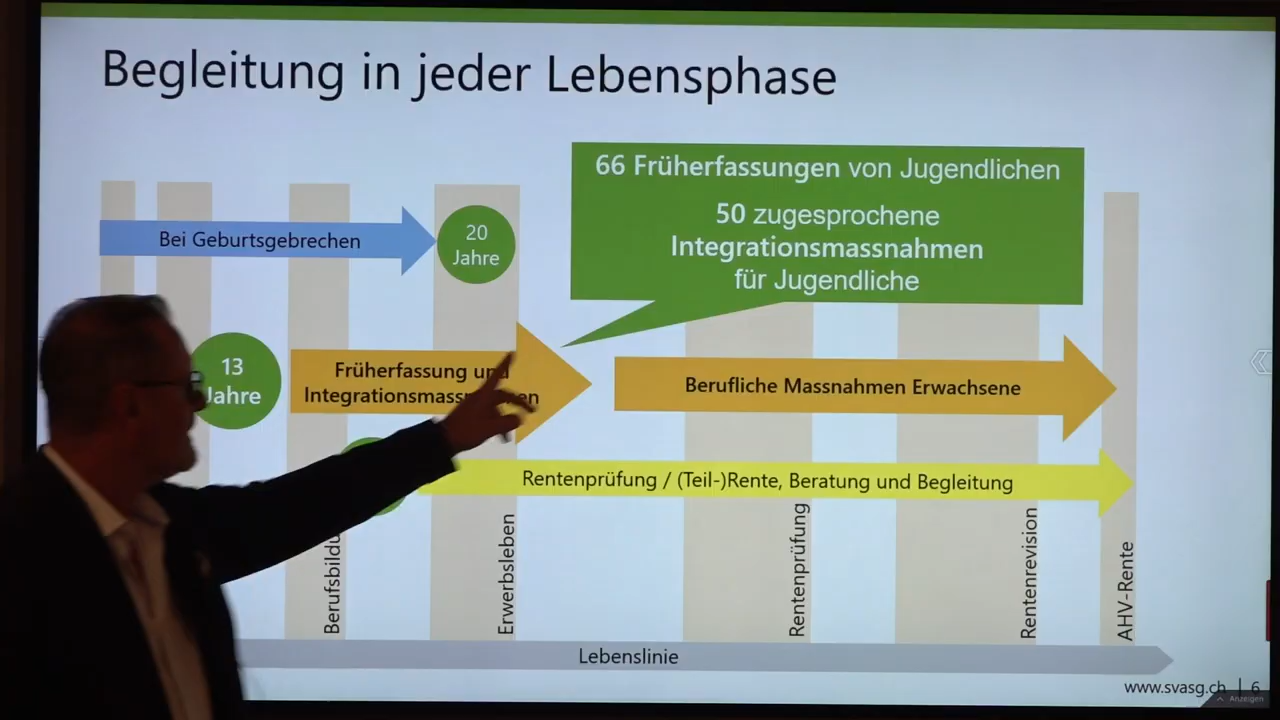 Begleitung in jeder Lebensphase
66 Früherfassungen von Jugendlichen
50 zugesprochene
Integrationsmassnahmen
für Jugendliche
Bei Geburtsgebrechen
20
Jahre
13
Jahre
Früherfassung und
Berufliche Massnahmen Erwachsene
Rentenprüfung / (Teil-)Rente, Beratung und Begleitung
Erwerbsleben
Rentenprüfung
Rentenrevision
AHV-Rente
Lebenslinie
www.svasg.ch | 6
Anzeigen